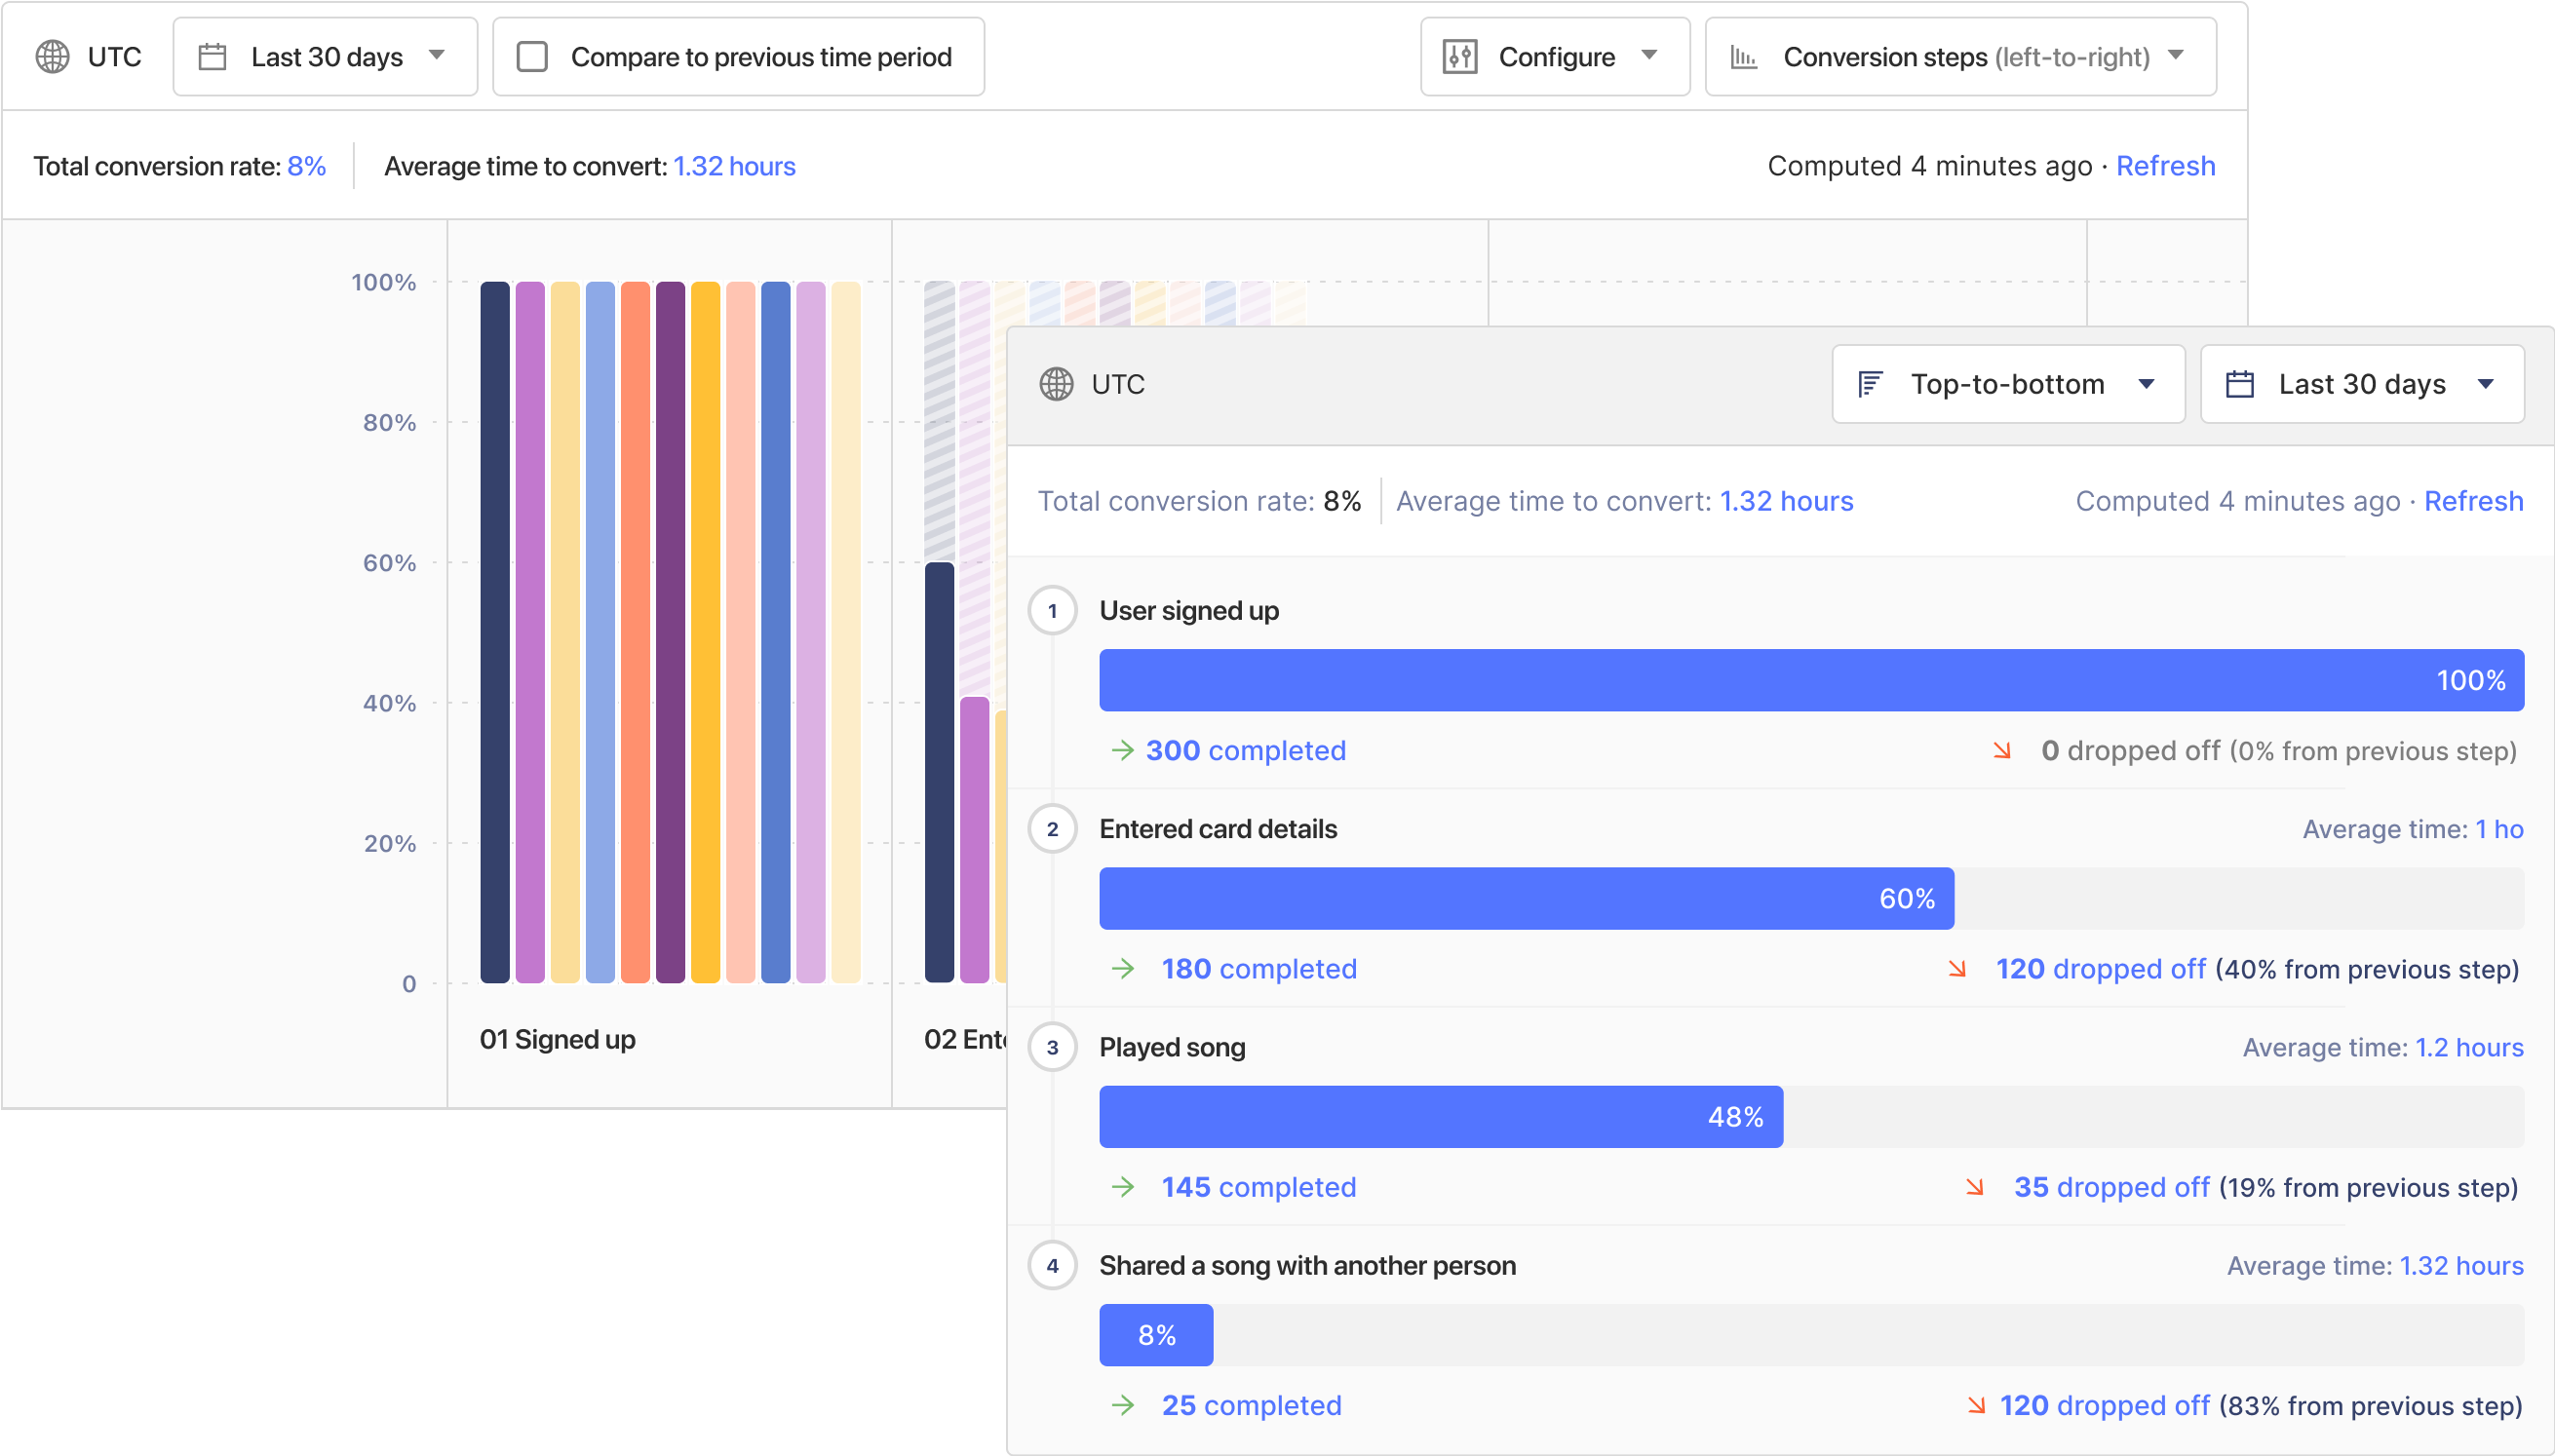 UTC Last 30 days Compare to previous time period Configure Conversion steps (left-to-right)
Total conversion rate: 8% Average time to convert: 1.32 hours Computed 4 minutes ago · Refresh
100%
80%
60%
40%
20%
0
01 Signed up
02 Ente
UTC Top-to-bottom Last 30 days
Total conversion rate: 8% Average time to convert: 1.32 hours Computed 4 minutes ago · Refresh
1 User signed up
100%
300 completed 0 dropped off (0% from previous step)
2 Entered card details Average time: 1 ho
60%
180 completed 120 dropped off (40% from previous step)
3 Played song Average time: 1.2 hours
48%
145 completed 35 dropped off (19% from previous step)
4 Shared a song with another person Average time: 1.32 hours
8%
25 completed 120 dropped off (83% from previous step)